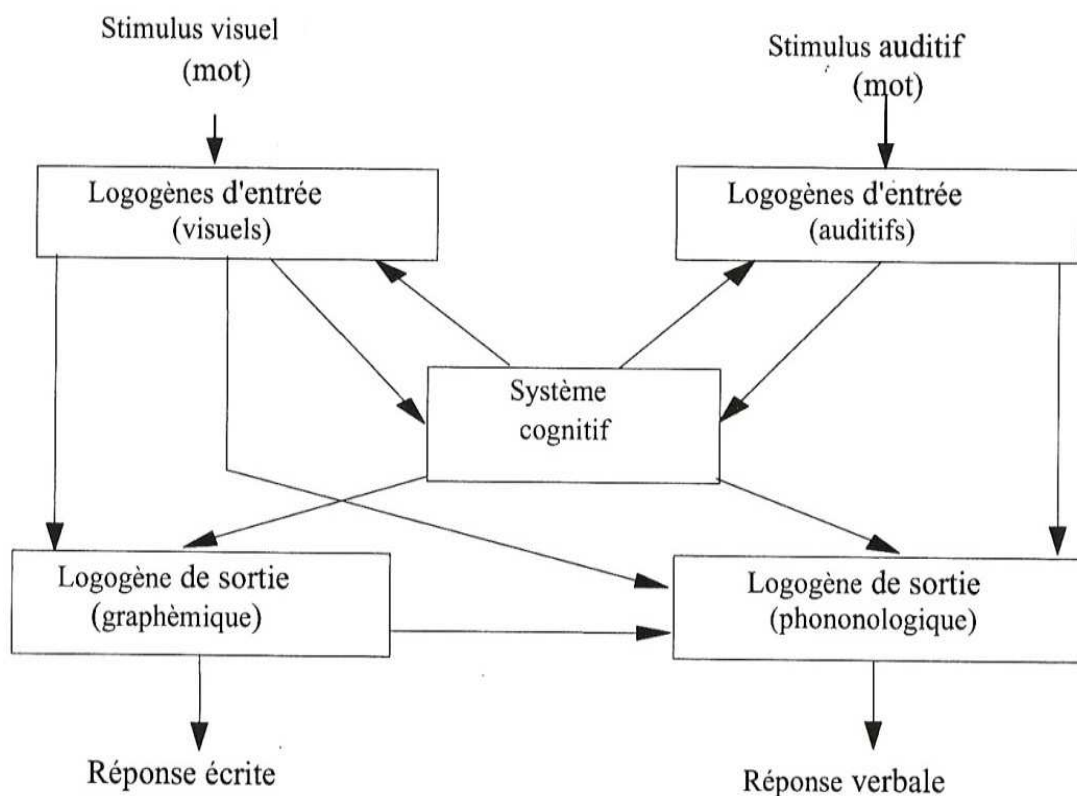 Stimulus visuel
(mot)
Stimulus auditif
(mot)
Logogènes d'entrée
(visuels)
Logogènes d'entrée
(auditifs)
Système
cognitif
Logogène de sortie
(graphèmique)
Logogène de sortie
(phononologique)
Réponse écrite
Réponse verbale